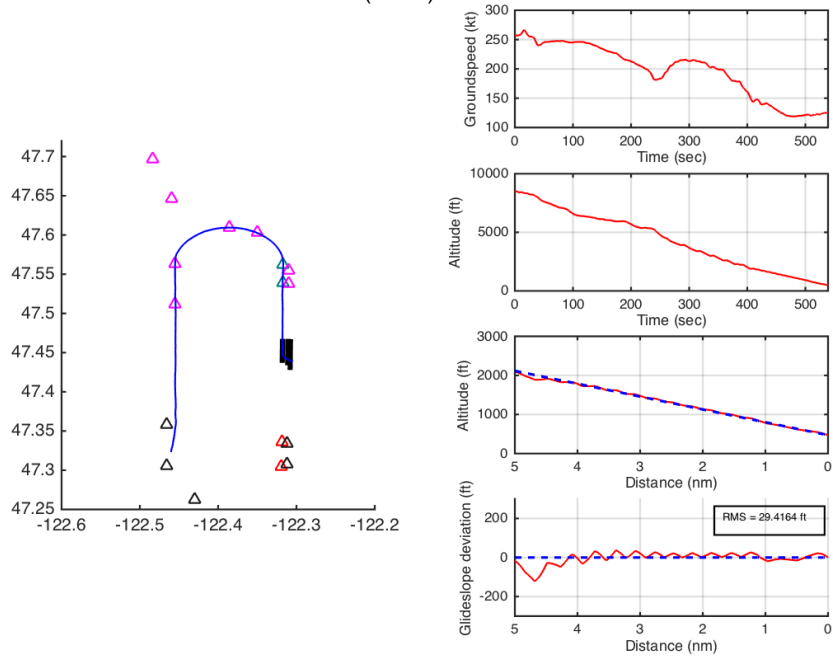 47.7
47.65
47.6
47.55
47.5
47.45
47.4
47.35
47.3
47.25
-122.6 -122.5 -122.4 -122.3 -122.2
Groundspeed (kt)
300
250
200
150
100
0 100 200 300 400 500
Time (sec)
Altitude (ft)
10000
5000
0
0 100 200 300 400 500
Time (sec)
Altitude (ft)
3000
2000
1000
0
5 4 3 2 1 0
Distance (nm)
Glideslope deviation (ft)
200
0
-200
RMS = 29.4164 ft
5 4 3 2 1 0
Distance (nm)